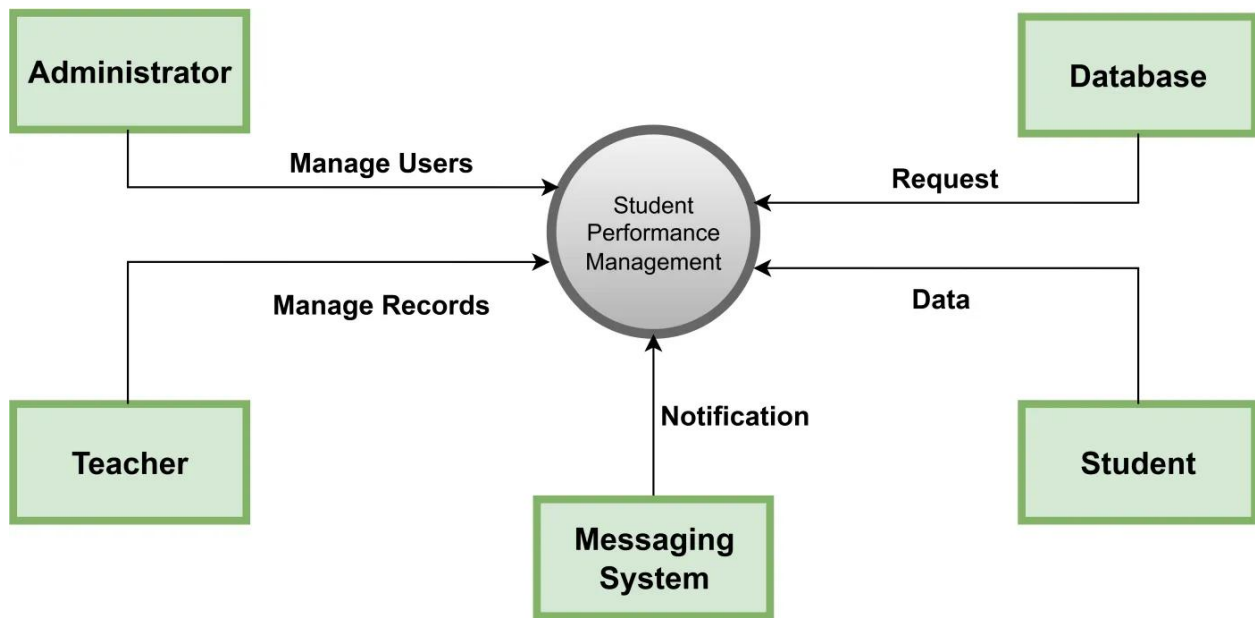 Administrator
Database
Manage Users
Request
Student
Performance
Management
Manage Records
Data
Teacher
Notification
Student
Messaging
System